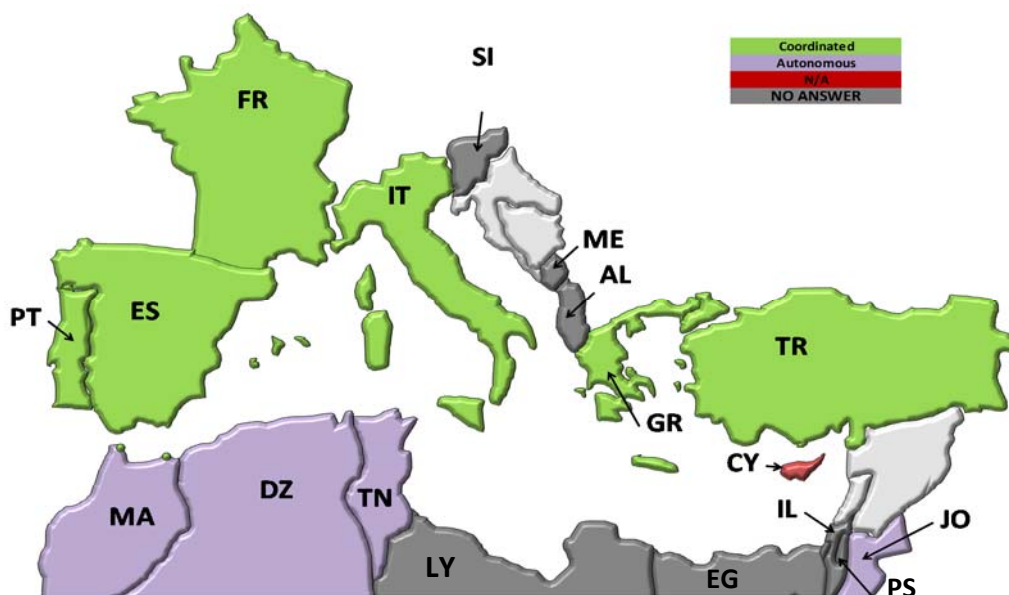 Coordinated
Autonomous
N/A
NO ANSWER
SI
FR
IT
ME
AL
PT
ES
TR
GR
CY
MA
DZ
TN
IL
JO
LY
EG
PS